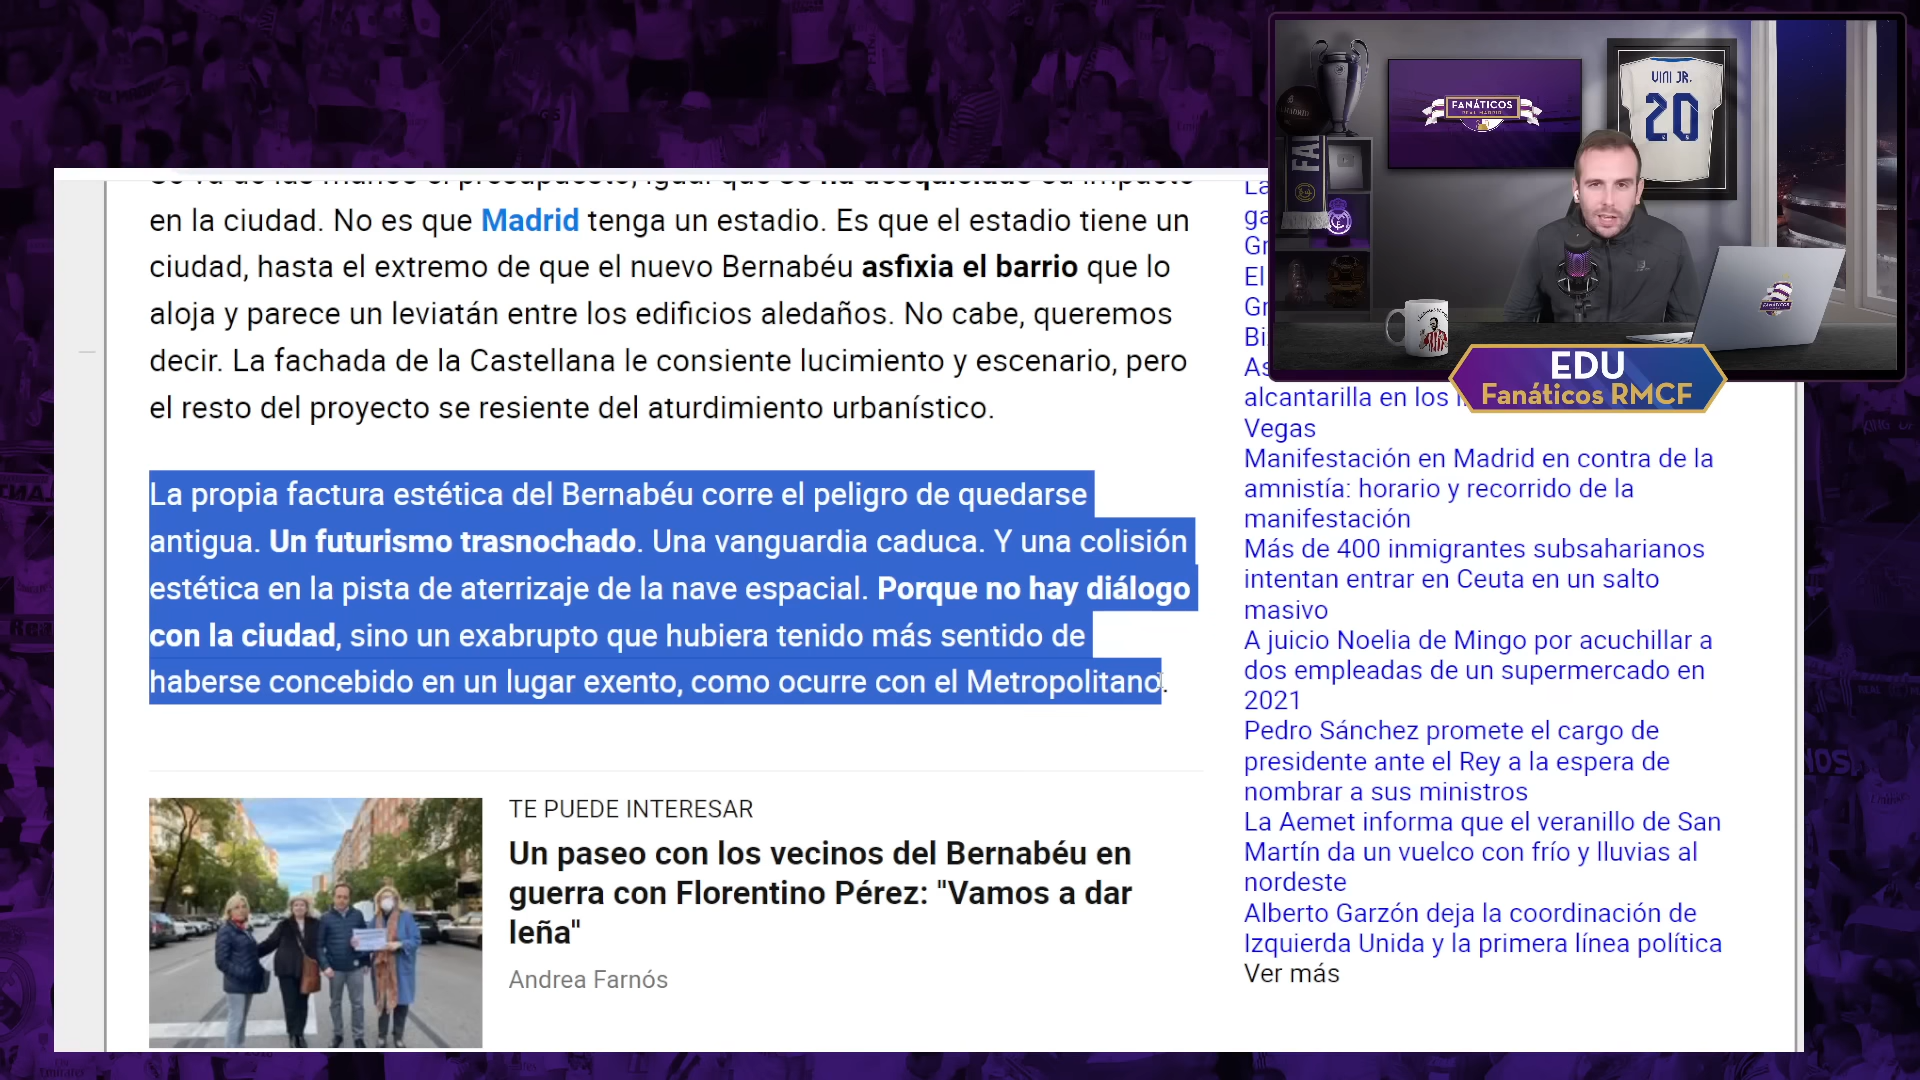 en la ciudad. No es que Madrid tenga un estadio. Es que el estadio tiene un
ciudad, hasta el extremo de que el nuevo Bernabéu asfixia el barrio que lo
aloja y parece un leviatán entre los edificios aledaños. No cabe, queremos
decir. La fachada de la Castellana le consiente lucimiento y escenario, pero
el resto del proyecto se resiente del aturdimiento urbanístico.
La propia factura estética del Bernabéu corre el peligro de quedarse
antigua. Un futurismo trasnochado. Una vanguardia caduca. Y una colisión
estética en la pista de aterrizaje de la nave espacial. Porque no hay diálogo
con la ciudad, sino un exabrupto que hubiera tenido más sentido de
haberse concebido en un lugar exento, como ocurre con el Metropolitano.
TE PUEDE INTERESAR
Un paseo con los vecinos del Bernabéu en
guerra con Florentino Pérez: "Vamos a dar
leña"
Andrea Farnós
La
ga
Gr
El
Gr
alcantarilla en los
Vegas
Manifestación en Madrid en contra de la
amnistía: horario y recorrido de la
manifestación
Más de 400 inmigrantes subsaharianos
intentan entrar en Ceuta en un salto
masivo
A juicio Noelia de Mingo por acuchillar a
dos empleadas de un supermercado en
2021
Pedro Sánchez promete el cargo de
presidente ante el Rey a la espera de
nombrar a sus ministros
La Aemet informa que el veranillo de San
Martín da un vuelco con frío y lluvias al
nordeste
Alberto Garzón deja la coordinación de
Izquierda Unida y la primera línea política
Ver más
FANÁTICOS
REAL MADRID
VINI JR.
20
FA
EDU
Fanáticos RMCF